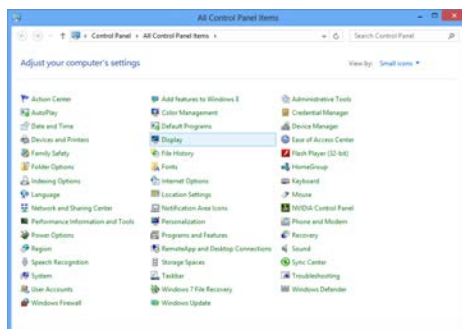 All Control Panel Items
Control Panel All Control Panel Items Search Control Panel
Adjust your computer's settings View by: Small icons
Action Center Add features to Windows 8 Administrative Tools
AutoPlay Color Management Credential Manager
Date and Time Default Programs Device Manager
Devices and Printers Display Ease of Access Center
Family Safety File History Flash Player (32-bit)
Folder Options Fonts HomeGroup
Indexing Options Internet Options Keyboard
Language Location Settings Mouse
Network and Sharing Center Notification Area Icons NVIDIA Control Panel
Performance Information and Tools Personalization Phone and Modem
Power Options Programs and Features Recovery
Region RemoteApp and Desktop Connections Sound
Speech Recognition Storage Spaces Sync Center
System Taskbar Troubleshooting
User Accounts Windows 7 File Recovery Windows Defender
Windows Firewall Windows Update